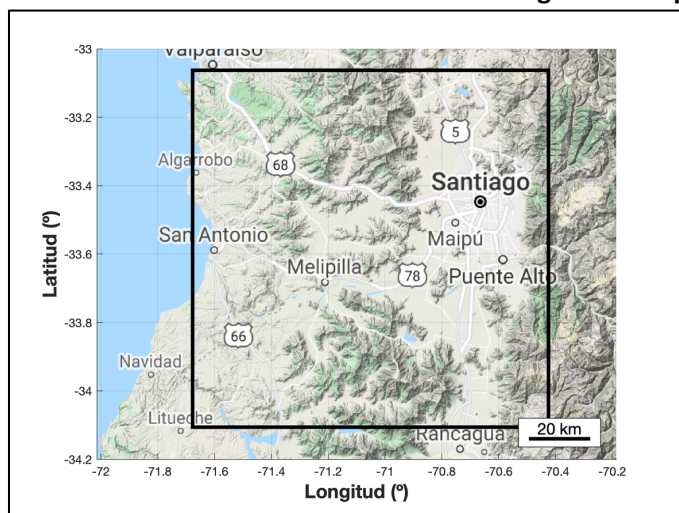 -33
-33.2
-33.4
-33.6
-33.8
-34
-34.2
Latitud (º)
Valparaíso
5
68
Algarrobo
Santiago
San Antonio
Maipú
Melipilla
78
Puente Alto
66
Navidad
Litueche
Rancagua
20 km
-72
-71.8
-71.6
-71.4
-71.2
-71
-70.8
-70.6
-70.4
-70.2
Longitud (º)